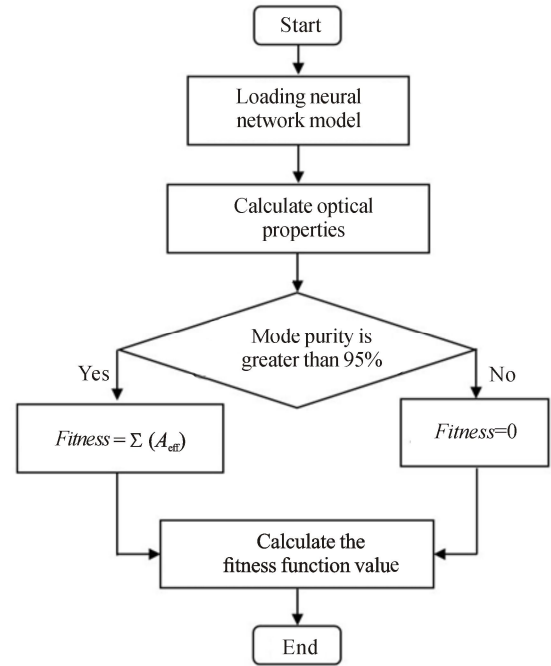 Start
Loading neural
network model
Calculate optical
properties
Mode purity is
greater than 95%
Yes
No
Fitness = Σ (A_eff)
Fitness=0
Calculate the
fitness function value
End